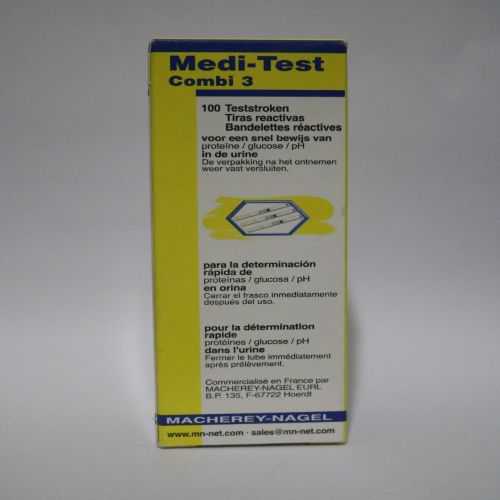 Medi-Test
Combi 3
100 Teststroken
Tiras reactivas
Bandelettes réactives
voor een snel bewijs van
proteïne / glucose / pH
in de urine
De verpakking na het ontnemen
weer vast versluiten.
para la determinación
rápida de
proteínas / glucosa / pH
en orina
Cerrar el frasco inmediatamente
después del uso.
pour la détermination
rapide
protéines / glucose / pH
dans l'urine
Fermer le tube immédiatement
après prélèvement.
Commercialisé en France par
MACHEREY-NAGEL EURL
B.P. 135, F-67722 Hoerdt
MACHEREY-NAGEL
www.mn-net.com · sales@mn-net.com